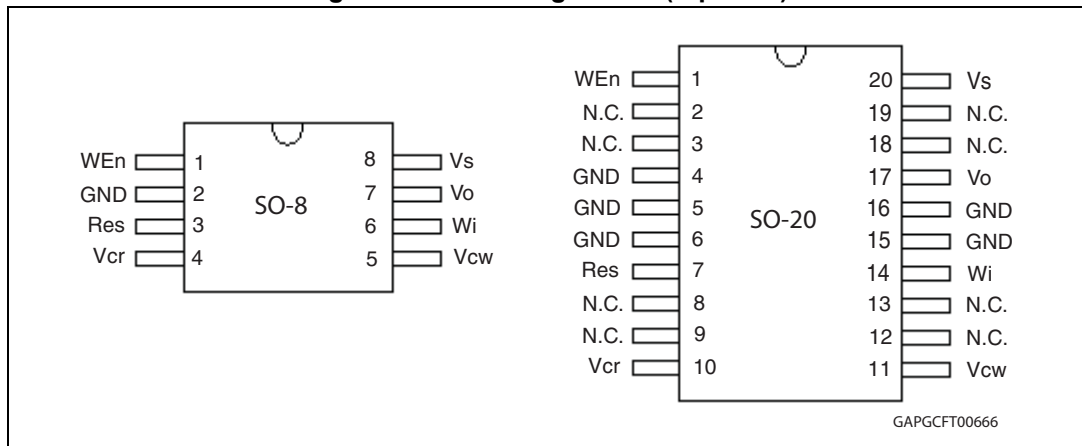 WEn 1 8 Vs
GND 2 7 Vo
Res 3 6 Wi
Vcr 4 5 Vcw
SO-8
WEn 1 20 Vs
N.C. 2 19 N.C.
N.C. 3 18 N.C.
GND 4 17 Vo
GND 5 16 GND
GND 6 15 GND
Res 7 14 Wi
N.C. 8 13 N.C.
N.C. 9 12 N.C.
Vcr 10 11 Vcw
SO-20
GAPGCFT00666